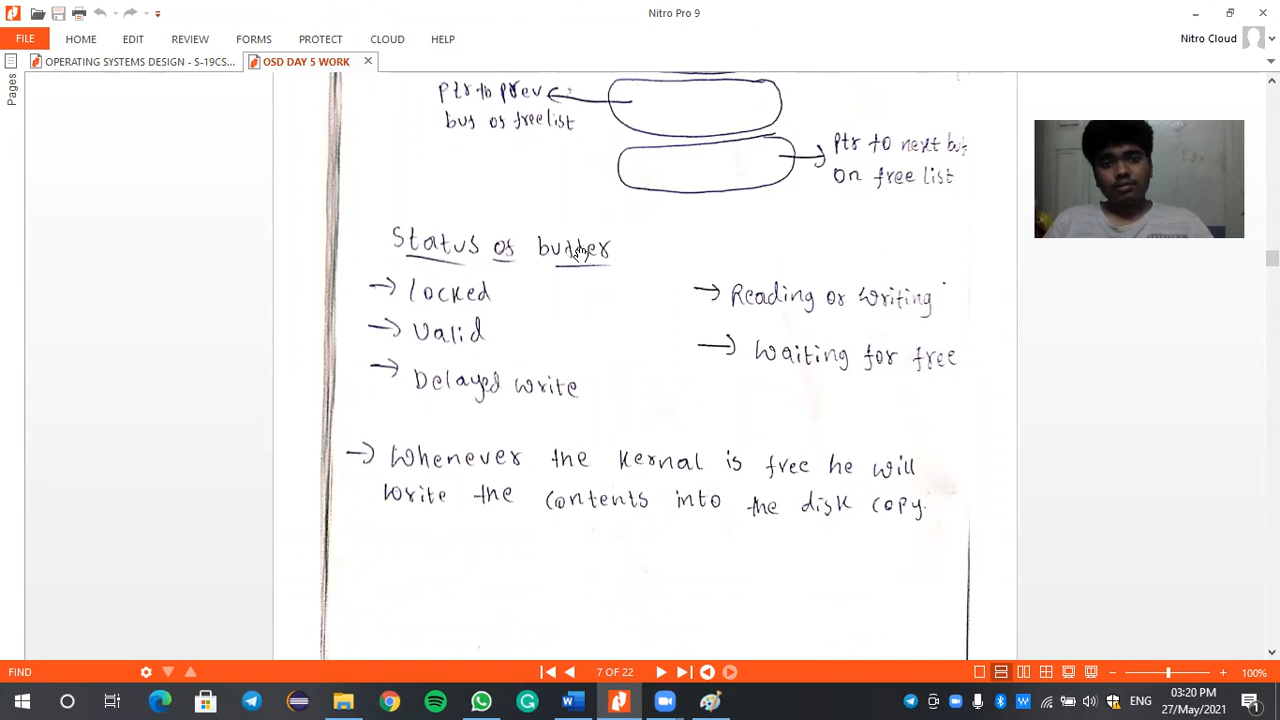 Nitro Pro 9
FILE
HOME
EDIT
REVIEW
FORMS
PROTECT
CLOUD
HELP
Nitro Cloud
OPERATING SYSTEMS DESIGN - S-19CS...
OSD DAY 5 WORK
Pages
Ptr to prev
bus of freelist
Ptr to next
on free list
Status of buffer
→ Locked
→ Reading or Writing
→ Valid
→ Waiting for free
→ Delayed write
→ Whenever the kernal is free he will
write the contents into the disk copy.
FIND
7 OF 22
100%
ENG
03:20 PM
27/May/2021